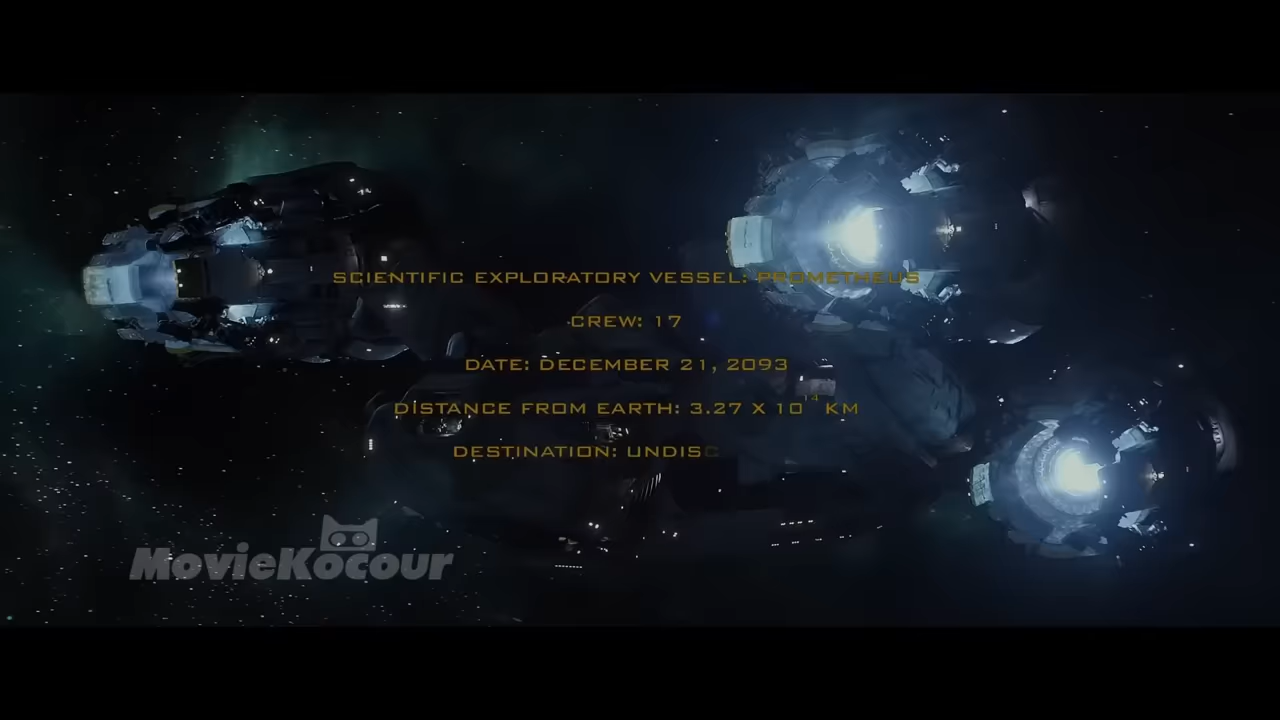 SCIENTIFIC EXPLORATORY VESSEL: PROMETHEUS
CREW: 17
DATE: DECEMBER 21, 2093
DISTANCE FROM EARTH: 3.27 X 10¹⁴ KM
DESTINATION: UNDISC
MovieKocour